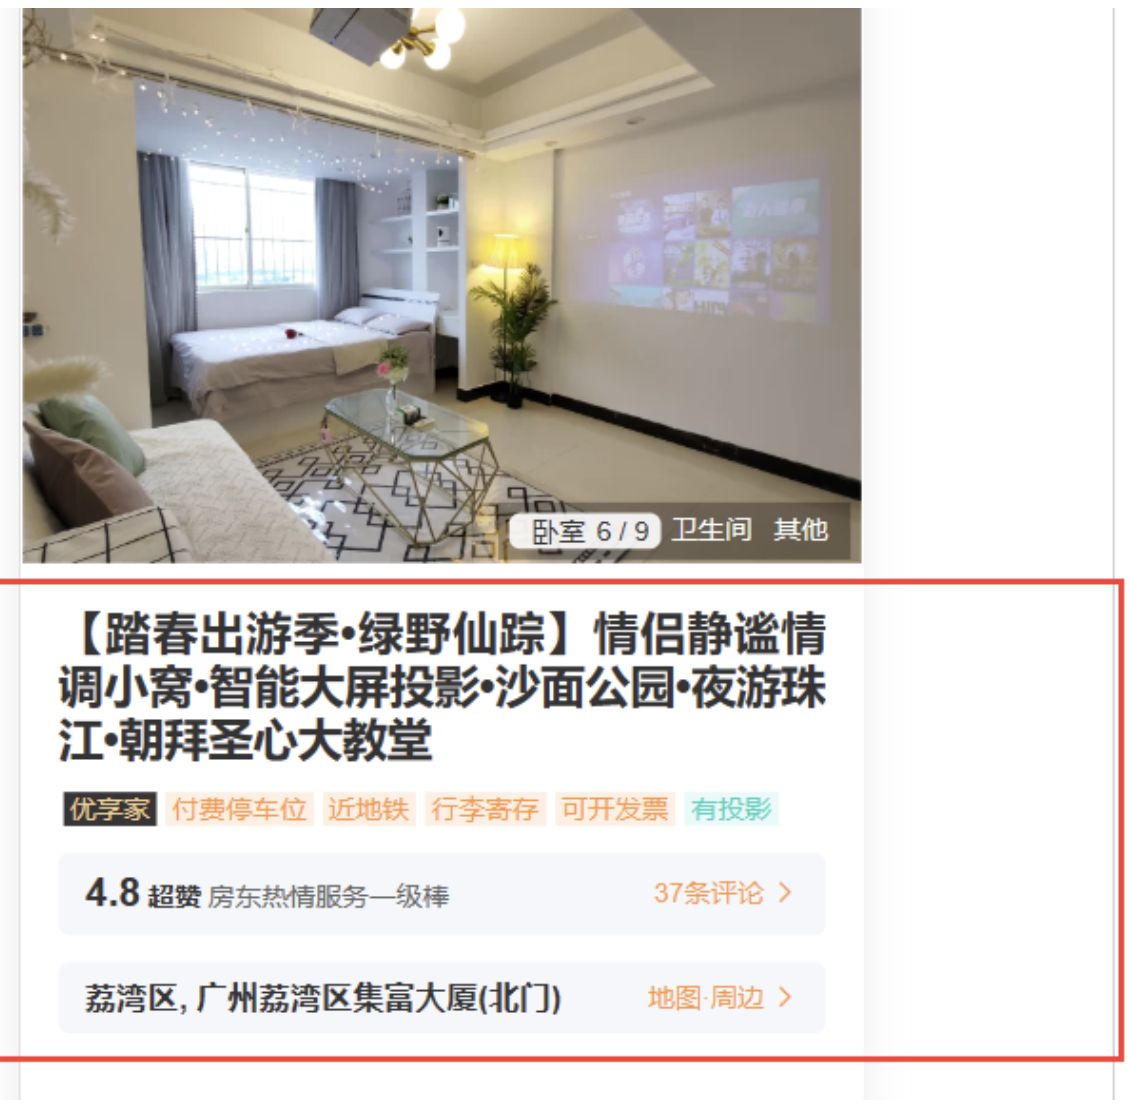 卧室 6 / 9 卫生间 其他
【踏春出游季•绿野仙踪】情侣静谧情
调小窝•智能大屏投影•沙面公园•夜游珠
江•朝拜圣心大教堂
优享家 付费停车位 近地铁 行李寄存 可开发票 有投影
4.8 超赞 房东热情服务一级棒 37条评论 >
荔湾区, 广州荔湾区集富大厦(北门) 地图·周边 >